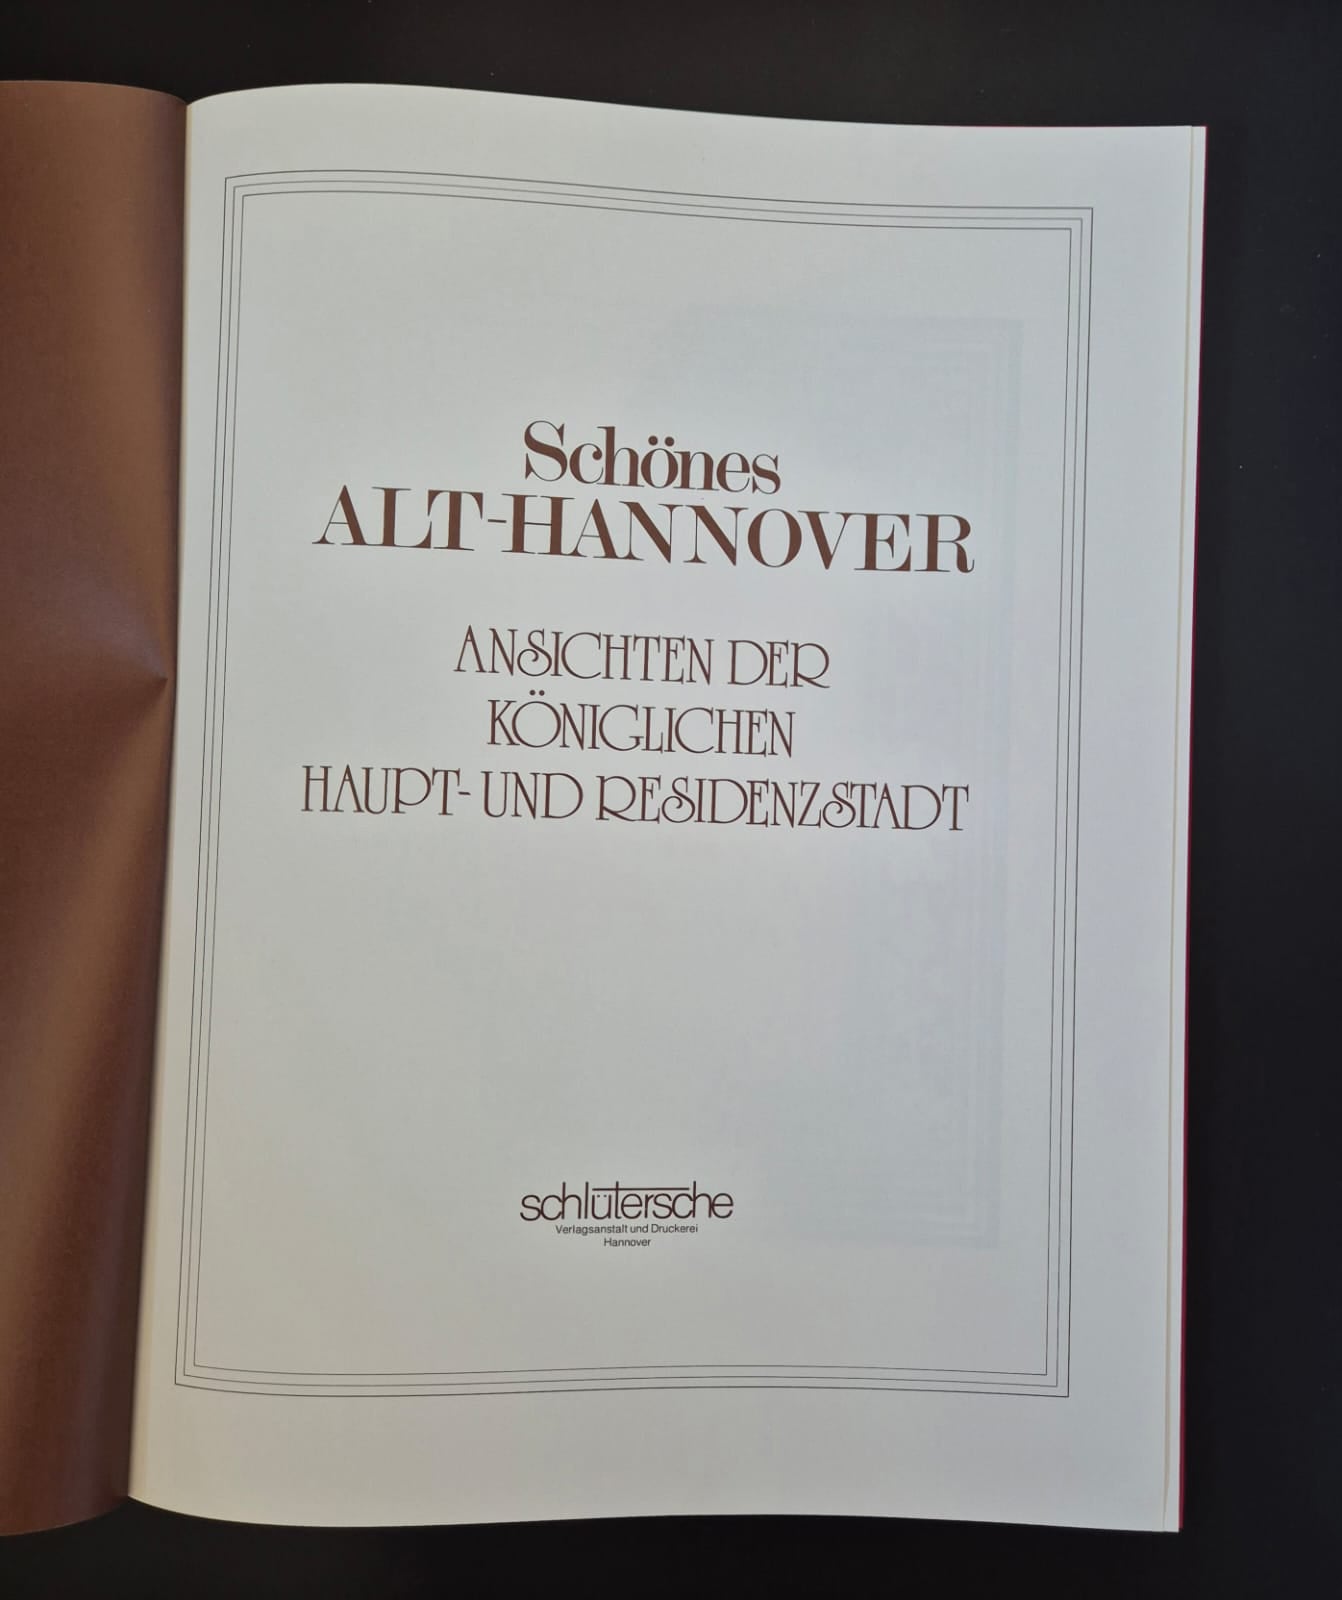 Schönes
ALT-HANNOVER
ANSICHTEN DER
KÖNIGLICHEN
HAUPT- UND RESIDENZSTADT
schlütersche
Verlagsanstalt und Druckerei
Hannover